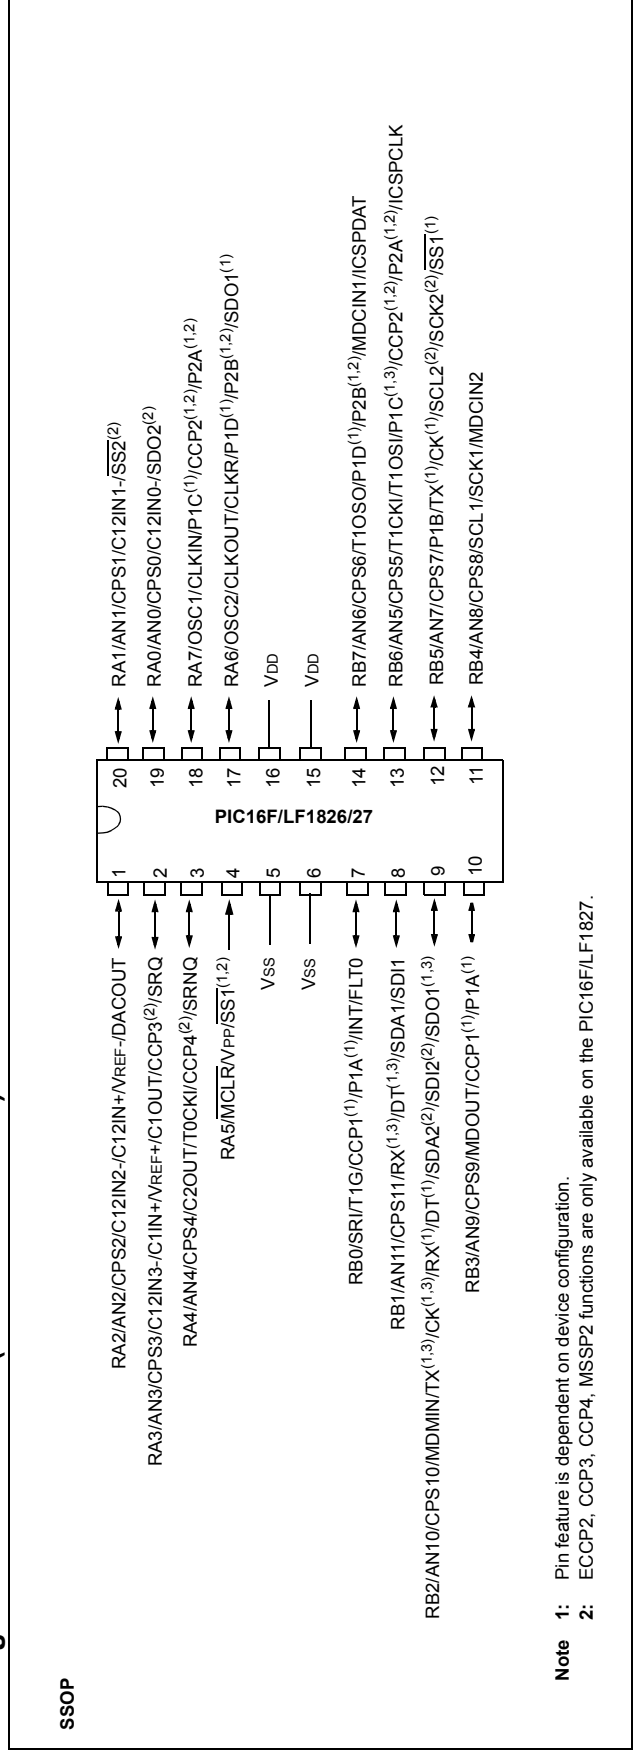 SSOP
RA2/AN2/CPS2/C12IN2-/C12IN+/VREF-/DACOUT
RA3/AN3/CPS3/C12IN3-/C1IN+/VREF+/C1OUT/CCP3(2)/SRQ
RA4/AN4/CPS4/C2OUT/T0CKI/CCP4(2)/SRNQ
RA5/MCLR/VPP/SS1(1,2)
VSS
VSS
RB0/SRI/T1G/CCP1(1)/P1A(1)/INT/FLT0
RB1/AN11/CPS11/RX(1,3)/DT(1,3)/SDA1/SDI1
RB2/AN10/CPS10/MDMIN/TX(1,3)/CK(1,3)/RX(1)/DT(1)/SDA2(2)/SDI2(2)/SDO1(1,3)
RB3/AN9/CPS9/MDOUT/CCP1(1)/P1A(1)
1
2
3
4
5
6
7
8
9
10
PIC16F/LF1826/27
20
19
18
17
16
15
14
13
12
11
RA1/AN1/CPS1/C12IN1-/SS2(2)
RA0/AN0/CPS0/C12IN0-/SDO2(2)
RA7/OSC1/CLKIN/P1C(1)/CCP2(1,2)/P2A(1,2)
RA6/OSC2/CLKOUT/CLKR/P1D(1)/P2B(1,2)/SDO1(1)
VDD
VDD
RB7/AN6/CPS6/T1OSO/P1D(1)/P2B(1,2)/MDCIN1/ICSPDAT
RB6/AN5/CPS5/T1CKI/T1OSI/P1C(1,3)/CCP2(1,2)/P2A(1,2)/ICSPCLK
RB5/AN7/CPS7/P1B/TX(1)/CK(1)/SCL2(2)/SCK2(2)/SS1(1)
RB4/AN8/CPS8/SCL1/SCK1/MDCIN2
Note 1: Pin feature is dependent on device configuration.
2: ECCP2, CCP3, CCP4, MSSP2 functions are only available on the PIC16F/LF1827.